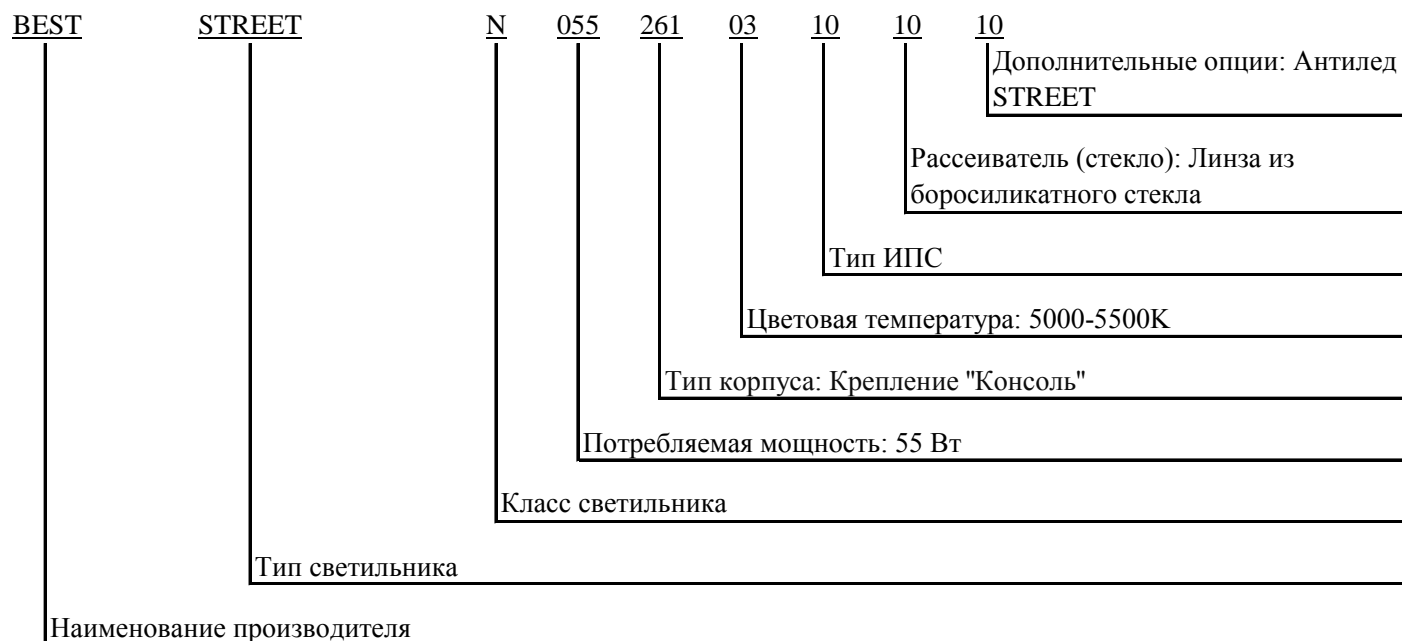 BEST STREET N 055 261 03 10 10 10
Дополнительные опции: Антилед
STREET
Рассеиватель (стекло): Линза из
боросиликатного стекла
Тип ИПС
Цветовая температура: 5000-5500K
Тип корпуса: Крепление "Консоль"
Потребляемая мощность: 55 Вт
Класс светильника
Тип светильника
Наименование производителя